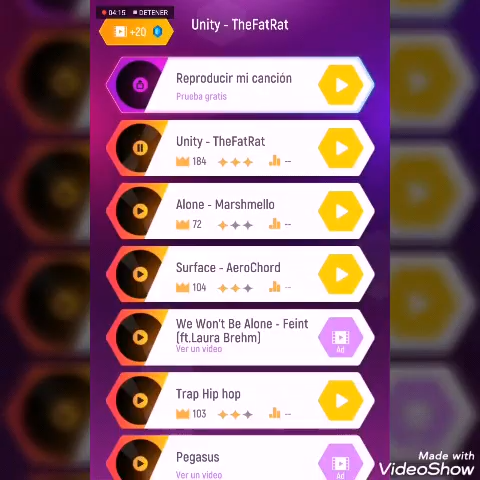 04:15 DETENER
+20
Unity - TheFatRat
Reproducir mi canción
Prueba gratis
Unity - TheFatRat
184 --
Alone - Marshmello
72 --
Surface - AeroChord
104 --
We Won't Be Alone - Feint
(ft.Laura Brehm)
Ver un video
Ad
Trap Hip hop
103 --
Pegasus
Ver un video
Ad
Made with
VideoShow